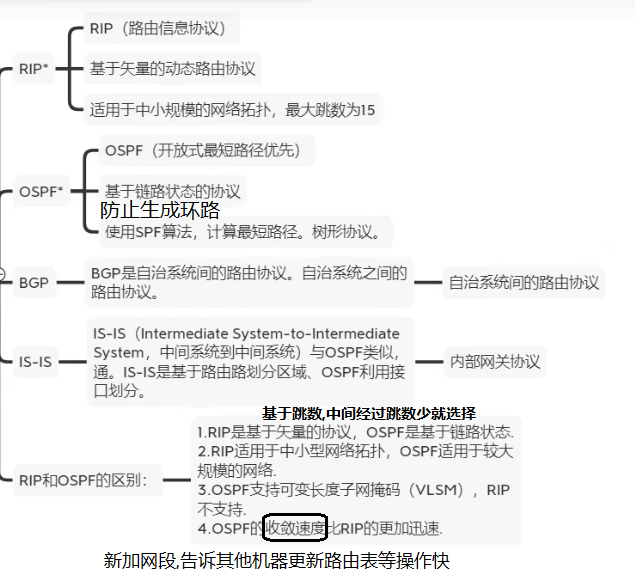 RIP*
RIP（路由信息协议）
基于矢量的动态路由协议
适用于中小规模的网络拓扑，最大跳数为15
OSPF*
OSPF（开放式最短路径优先）
基于链路状态的协议
防止生成环路
使用SPF算法，计算最短路径。树形协议。
BGP
BGP是自治系统间的路由协议。自治系统之间的
路由协议。
自治系统间的路由协议
IS-IS
IS-IS（Intermediate System-to-Intermediate
System，中间系统到中间系统）与OSPF类似，
通。IS-IS是基于路由路划分区域、OSPF利用接
口划分。
内部网关协议
基于跳数,中间经过跳数少就选择
RIP和OSPF的区别：
1.RIP是基于矢量的协议，OSPF是基于链路状态.
2.RIP适用于中小型网络拓扑，OSPF适用于较大
规模的网络.
3.OSPF支持可变长度子网掩码（VLSM），RIP
不支持.
4.OSPF的收敛速度比RIP的更加迅速.
新加网段,告诉其他机器更新路由表等操作快